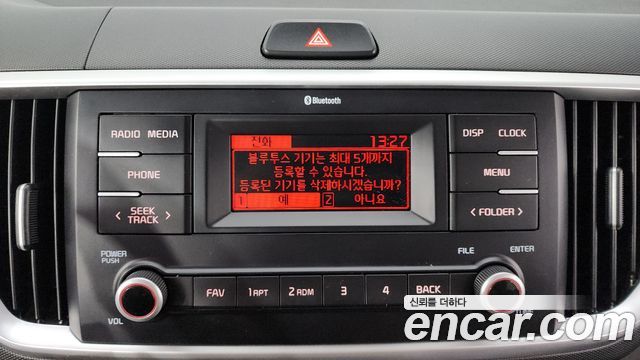 Bluetooth
RADIO MEDIA
PHONE
SEEK
TRACK
전화 13:27
블루투스 기기는 최대 5개까지
등록할 수 있습니다.
등록된 기기를 삭제하시겠습니까?
1 예 2 아니요
DISP CLOCK
MENU
FOLDER
POWER
PUSH
VOL
FAV 1 RPT 2 RDM 3 4 BACK
FILE ENTER
신뢰를 더하다
encar.com